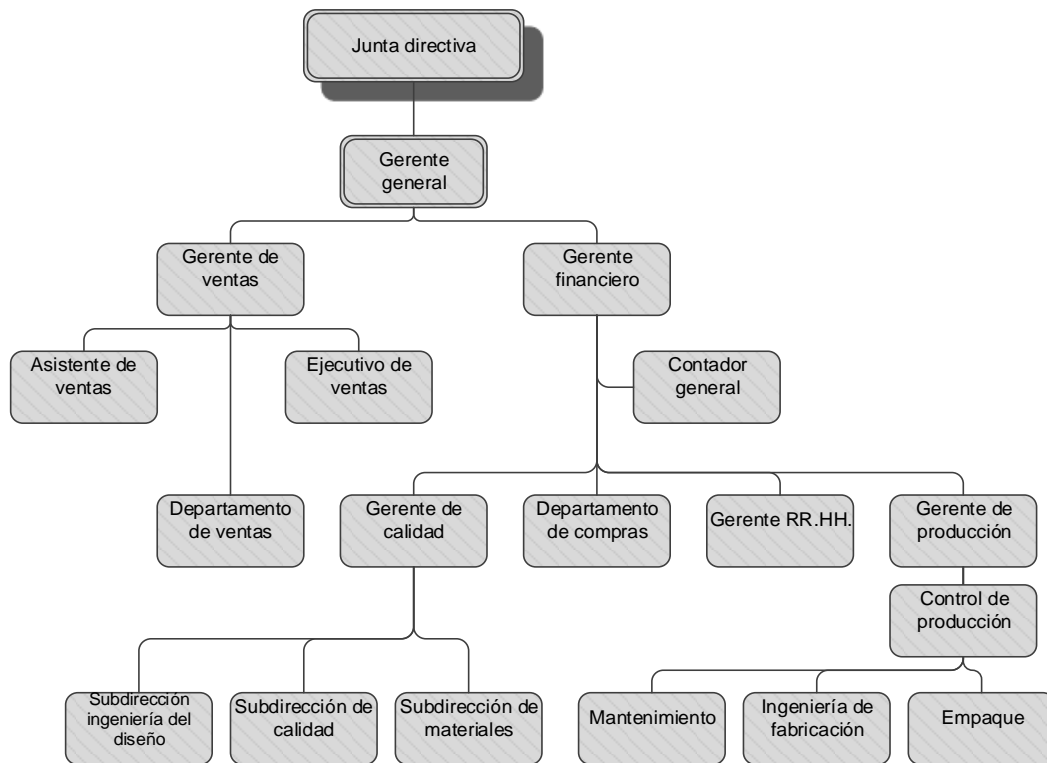 Junta directiva
Gerente
general
Gerente de
ventas
Gerente
financiero
Asistente de
ventas
Ejecutivo de
ventas
Contador
general
Departamento
de ventas
Gerente de
calidad
Departamento
de compras
Gerente RR.HH.
Gerente de
producción
Control de
producción
Subdirección
ingeniería del
diseño
Subdirección de
calidad
Subdirección de
materiales
Mantenimiento
Ingeniería de
fabricación
Empaque